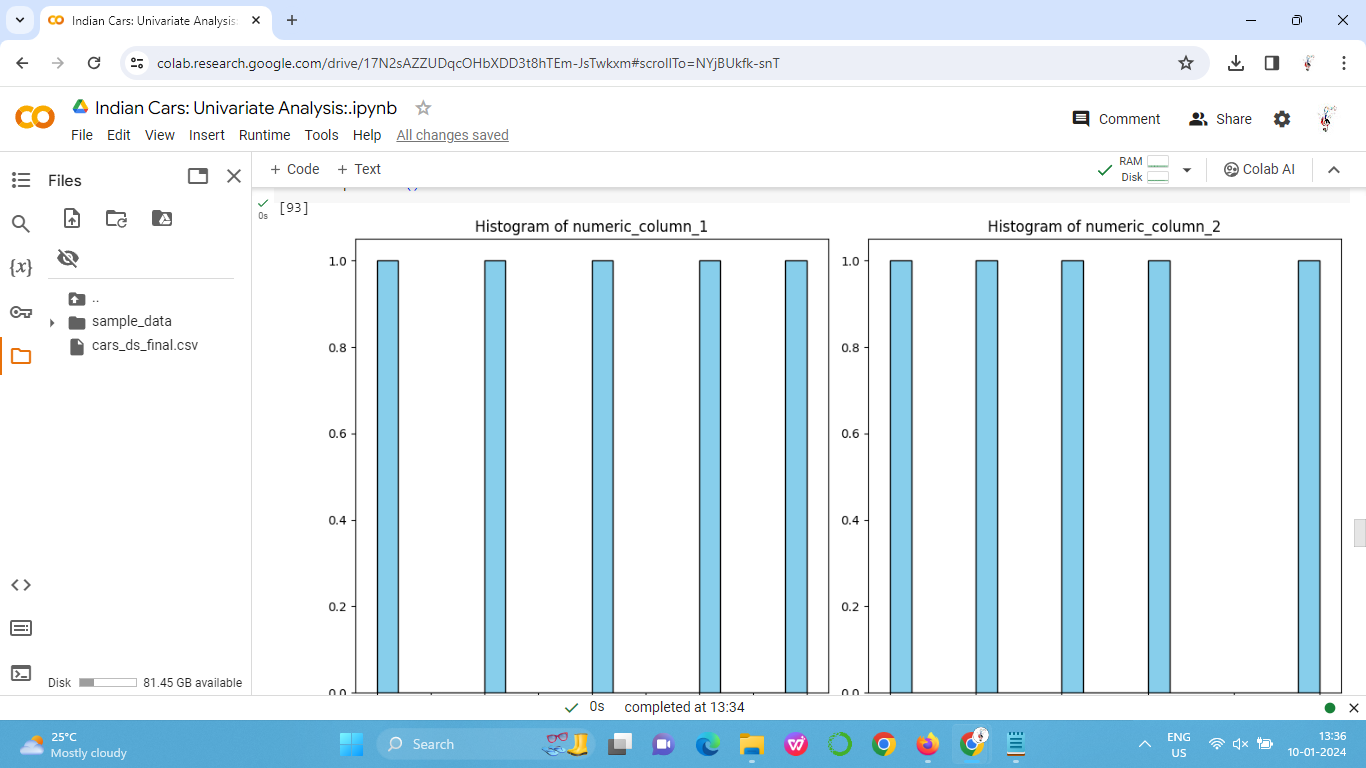 Indian Cars: Univariate Analysis:
colab.research.google.com/drive/17N2sAZZUDqcOHbXDD3t8hTEm-JsTwkxm#scrollTo=NYjBUkfk-snT
Indian Cars: Univariate Analysis:.ipynb
File Edit View Insert Runtime Tools Help All changes saved
Comment Share
Files
+ Code + Text
RAM
Disk
Colab AI
0s
[93]
..
sample_data
cars_ds_final.csv
Histogram of numeric_column_1
1.0
0.8
0.6
0.4
0.2
0.0
Histogram of numeric_column_2
1.0
0.8
0.6
0.4
0.2
0.0
{x}
Disk 81.45 GB available
0s completed at 13:34
25°C
Mostly cloudy
Search
ENG
US
13:36
10-01-2024